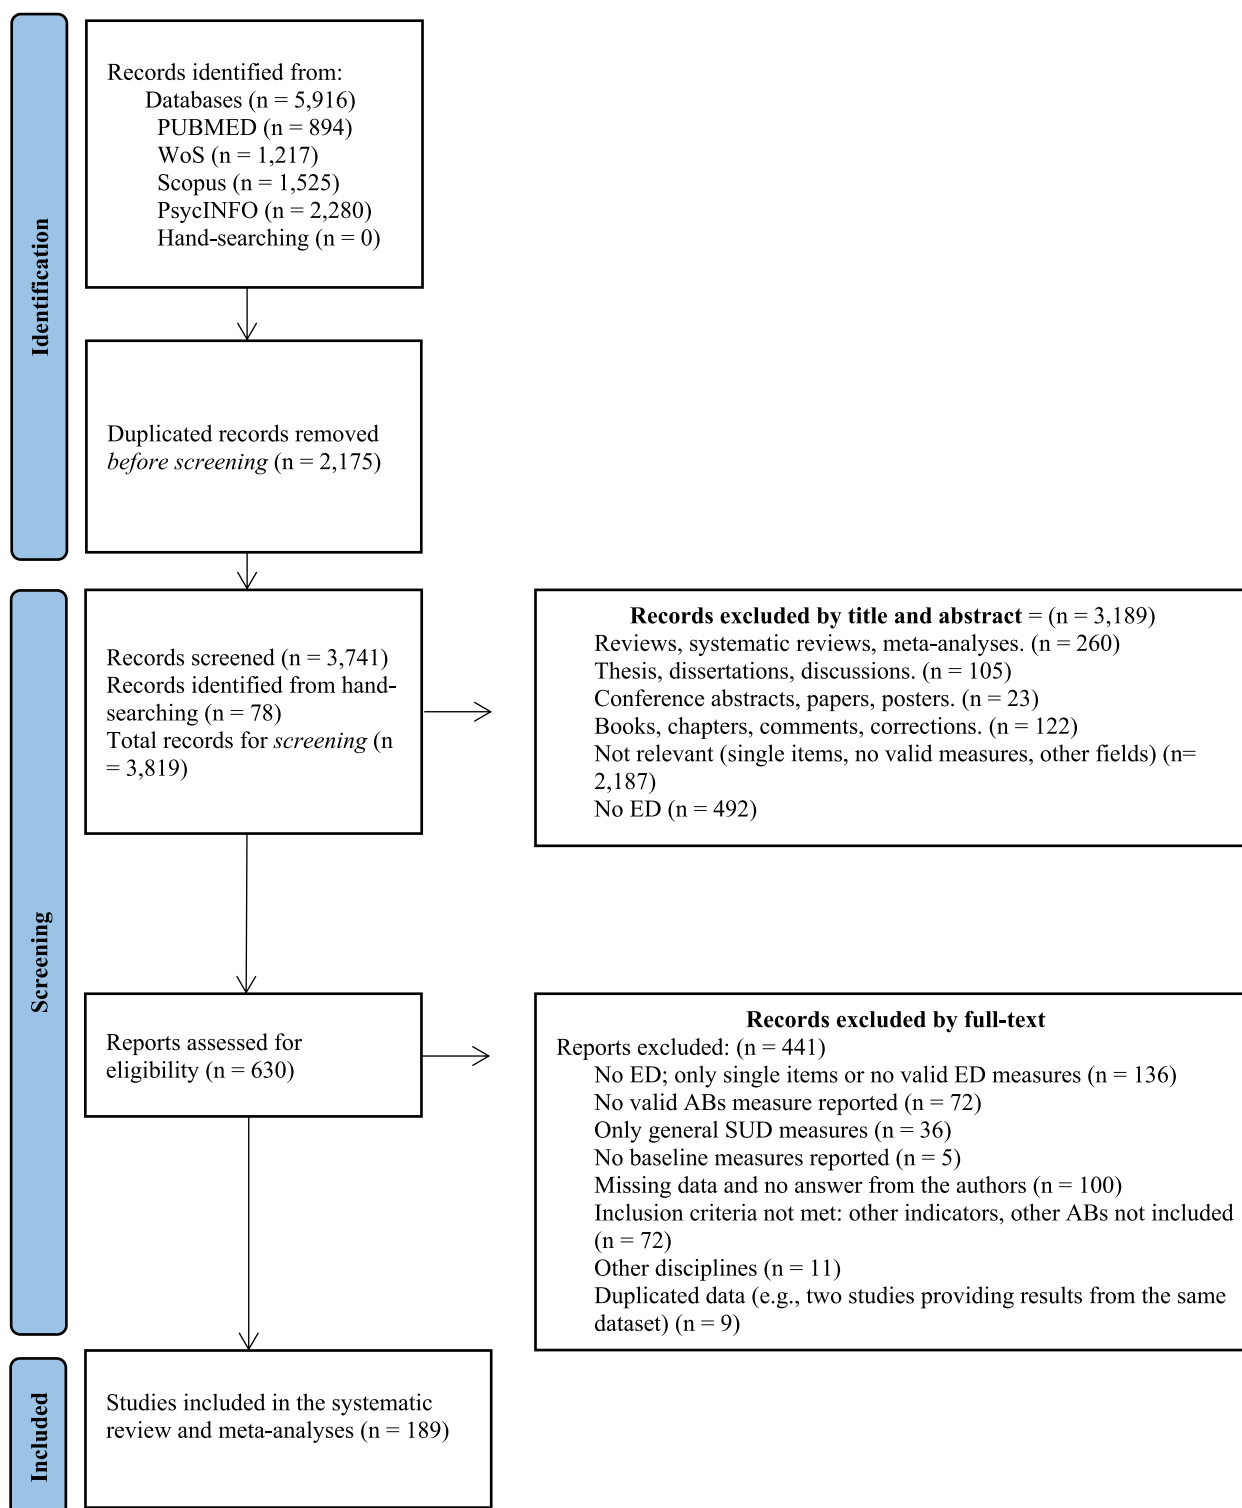 Identification
Records identified from:
Databases (n = 5,916)
PUBMED (n = 894)
WoS (n = 1,217)
Scopus (n = 1,525)
PsycINFO (n = 2,280)
Hand-searching (n = 0)
Duplicated records removed
before screening (n = 2,175)
Screening
Records screened (n = 3,741)
Records identified from hand-
searching (n = 78)
Total records for screening (n
= 3,819)
Records excluded by title and abstract = (n = 3,189)
Reviews, systematic reviews, meta-analyses. (n = 260)
Thesis, dissertations, discussions. (n = 105)
Conference abstracts, papers, posters. (n = 23)
Books, chapters, comments, corrections. (n = 122)
Not relevant (single items, no valid measures, other fields) (n=
2,187)
No ED (n = 492)
Reports assessed for
eligibility (n = 630)
Records excluded by full-text
Reports excluded: (n = 441)
No ED; only single items or no valid ED measures (n = 136)
No valid ABs measure reported (n = 72)
Only general SUD measures (n = 36)
No baseline measures reported (n = 5)
Missing data and no answer from the authors (n = 100)
Inclusion criteria not met: other indicators, other ABs not included
(n = 72)
Other disciplines (n = 11)
Duplicated data (e.g., two studies providing results from the same
dataset) (n = 9)
Included
Studies included in the systematic
review and meta-analyses (n = 189)